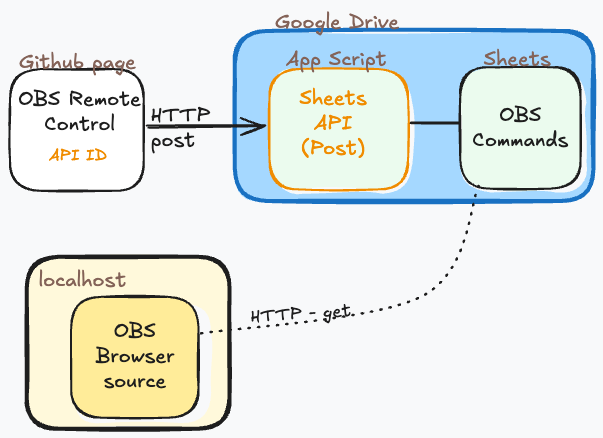 Google Drive
Github page
App Script
Sheets
OBS Remote
Control
API ID
HTTP
post
Sheets
API
(Post)
OBS
Commands
localhost
OBS
Browser
source
HTTP - get